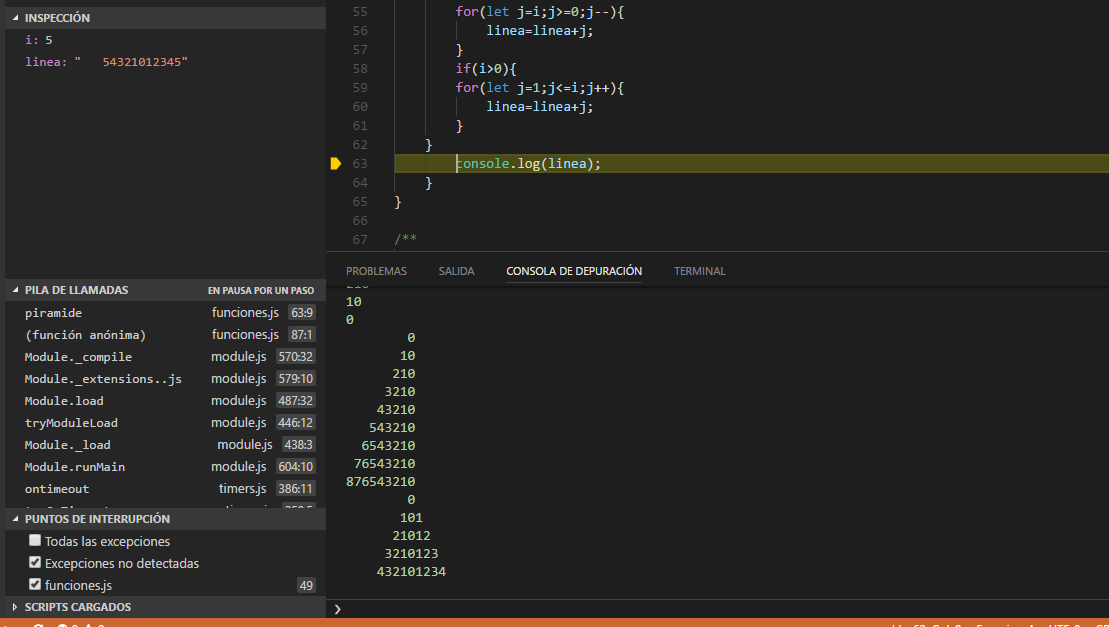 INSPECCIÓN
i: 5
linea: "   54321012345"
PILA DE LLAMADAS EN PAUSA POR UN PASO
piramide funciones.js 63:9
(función anónima) funciones.js 87:1
Module._compile module.js 570:32
Module._extensions..js module.js 579:10
Module.load module.js 487:32
tryModuleLoad module.js 446:12
Module._load module.js 438:3
Module.runMain module.js 604:10
ontimeout timers.js 386:11
PUNTOS DE INTERRUPCIÓN
Todas las excepciones
Excepciones no detectadas
funciones.js 49
SCRIPTS CARGADOS
55 for(let j=i;j>=0;j--){
56 linea=linea+j;
57 }
58 if(i>0){
59 for(let j=1;j<=i;j++){
60 linea=linea+j;
61 }
62 }
63 console.log(linea);
64 }
65 }
66
67 /**
PROBLEMAS SALIDA CONSOLA DE DEPURACIÓN TERMINAL
10
0
0
10
210
3210
43210
543210
6543210
76543210
876543210
0
101
21012
3210123
432101234
❯